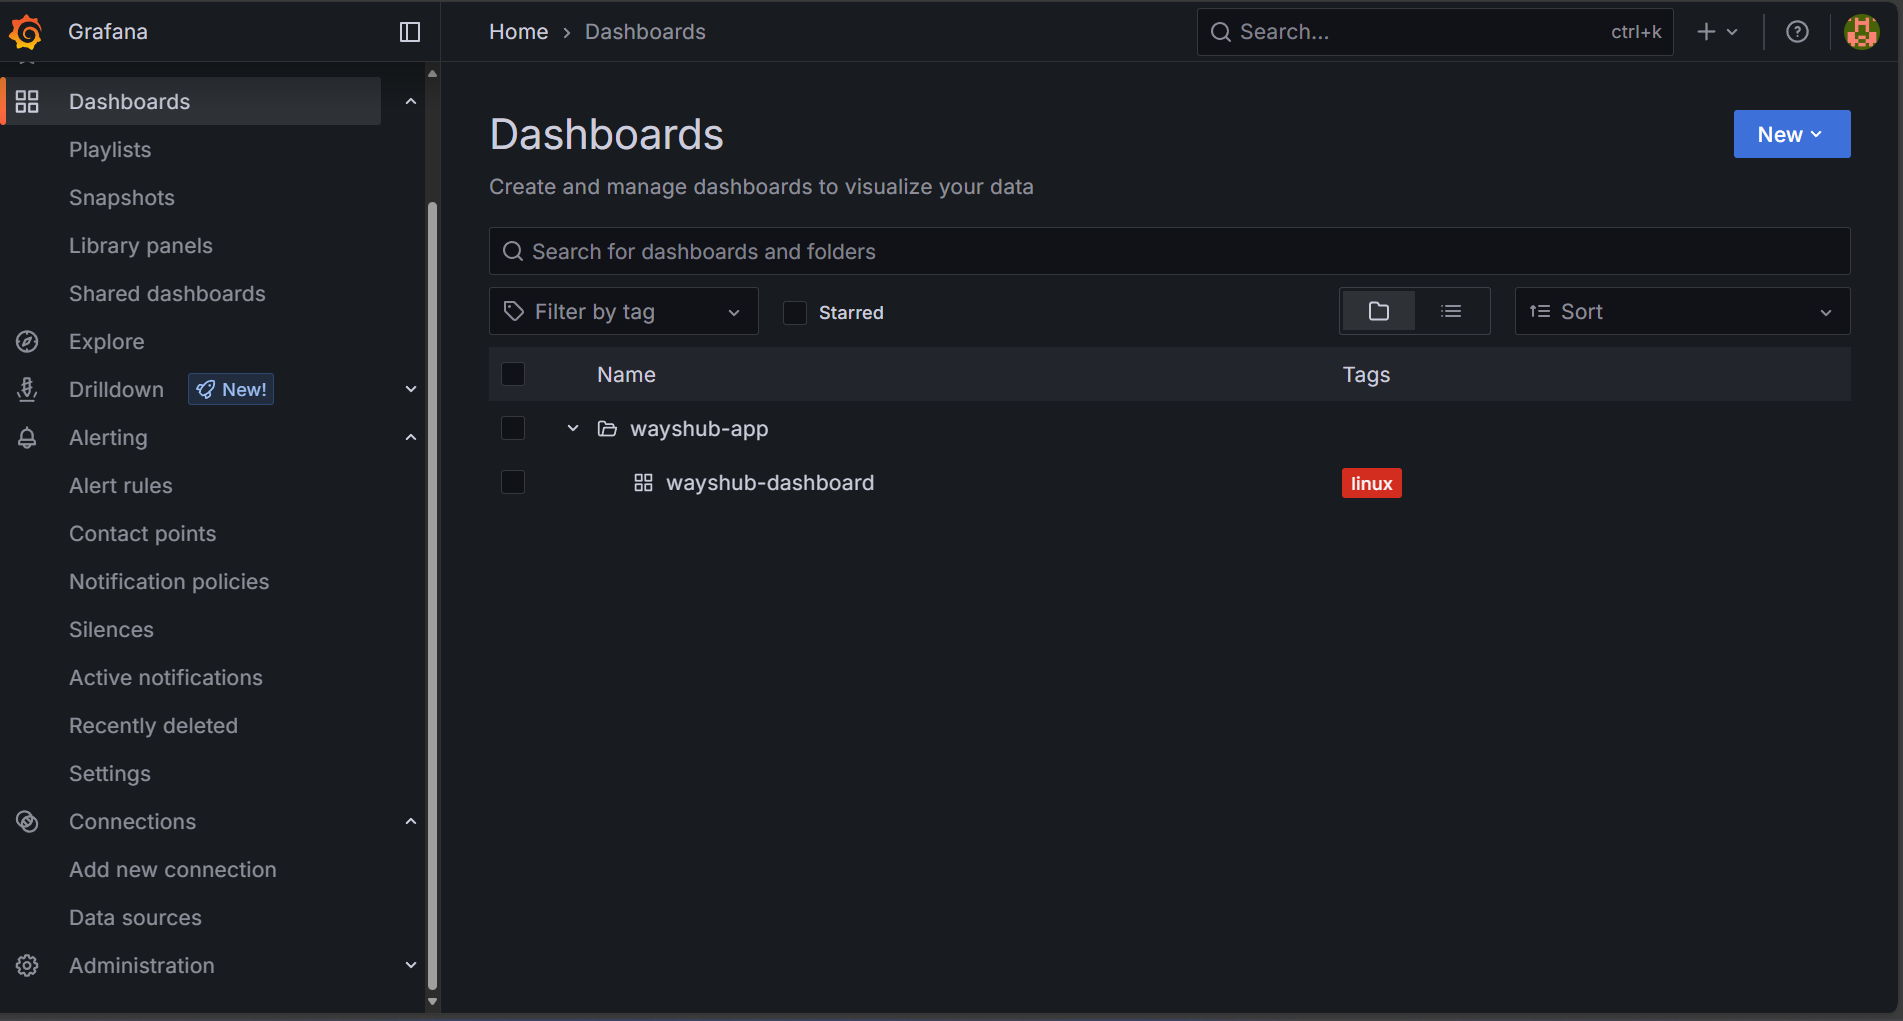 Grafana
Home › Dashboards
Search...
ctrl+k
Dashboards
Playlists
Snapshots
Library panels
Shared dashboards
Explore
Drilldown
New!
Alerting
Alert rules
Contact points
Notification policies
Silences
Active notifications
Recently deleted
Settings
Connections
Add new connection
Data sources
Administration
Dashboards
New
Create and manage dashboards to visualize your data
Search for dashboards and folders
Filter by tag
Starred
Sort
Name
Tags
wayshub-app
wayshub-dashboard
linux